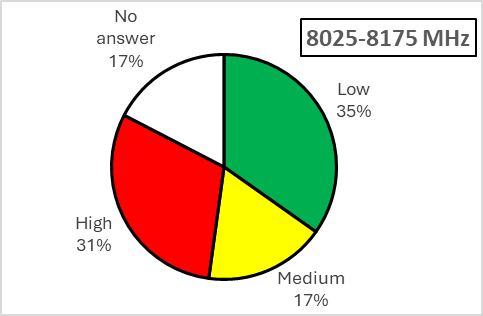 8025-8175 MHz
No
answer
17%
Low
35%
High
31%
Medium
17%